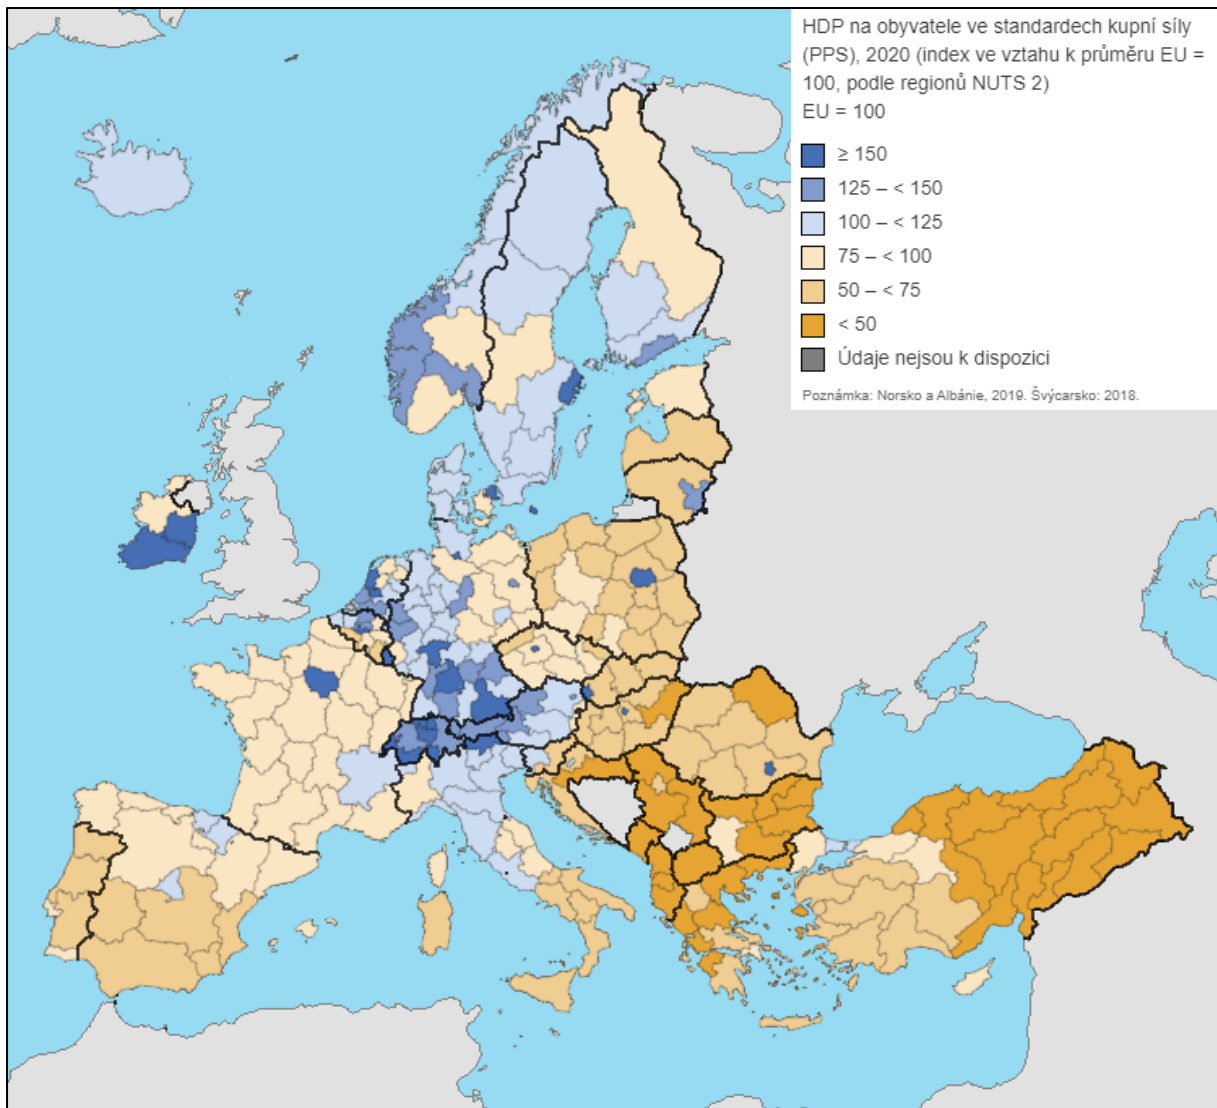 HDP na obyvatele ve standardech kupní síly
(PPS), 2020 (index ve vztahu k průměru EU =
100, podle regionů NUTS 2)
EU = 100
≥ 150
125 – < 150
100 – < 125
75 – < 100
50 – < 75
< 50
Údaje nejsou k dispozici
Poznámka: Norsko a Albánie, 2019. Švýcarsko: 2018.